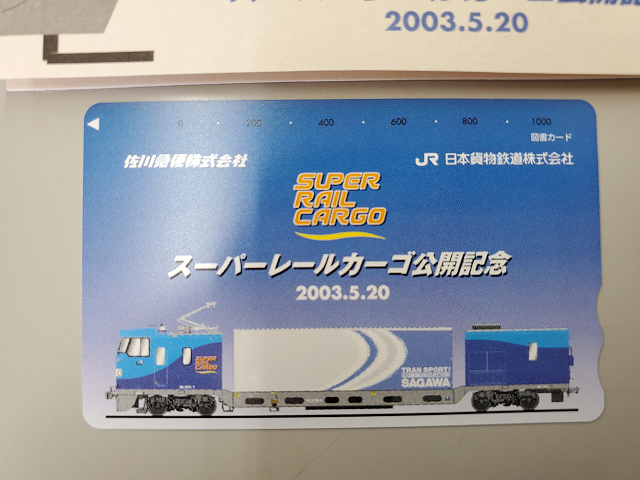 2003.5.20
0 200 400 600 800 1000
図書カード
佐川急便株式会社
JR 日本貨物鉄道株式会社
SUPER
RAIL
CARGO
スーパーレールカーゴ公開記念
2003.5.20
SUPER
RAIL
CARGO
TRAN SPORT!
COMMUNICATION
SAGAWA